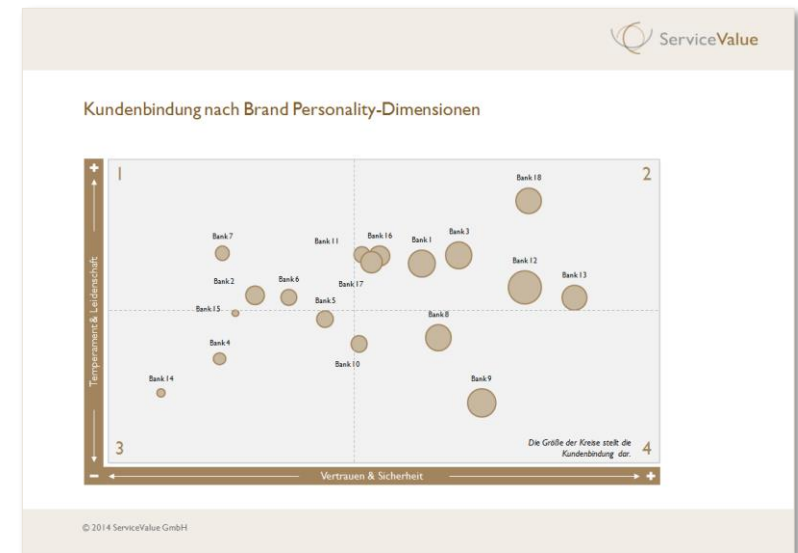 ServiceValue
Kundenbindung nach Brand Personality-Dimensionen
+
1
2
Bank 18
Bank 7
Bank 11
Bank 16
Bank 1
Bank 3
Bank 2
Bank 6
Bank 17
Bank 12
Bank 13
Bank 15
Bank 5
Bank 8
Bank 4
Bank 10
Bank 14
Bank 9
Temperament & Leidenschaft
3
Die Größe der Kreise stellt die
Kundenbindung dar.
4
−
Vertrauen & Sicherheit
+
© 2014 ServiceValue GmbH